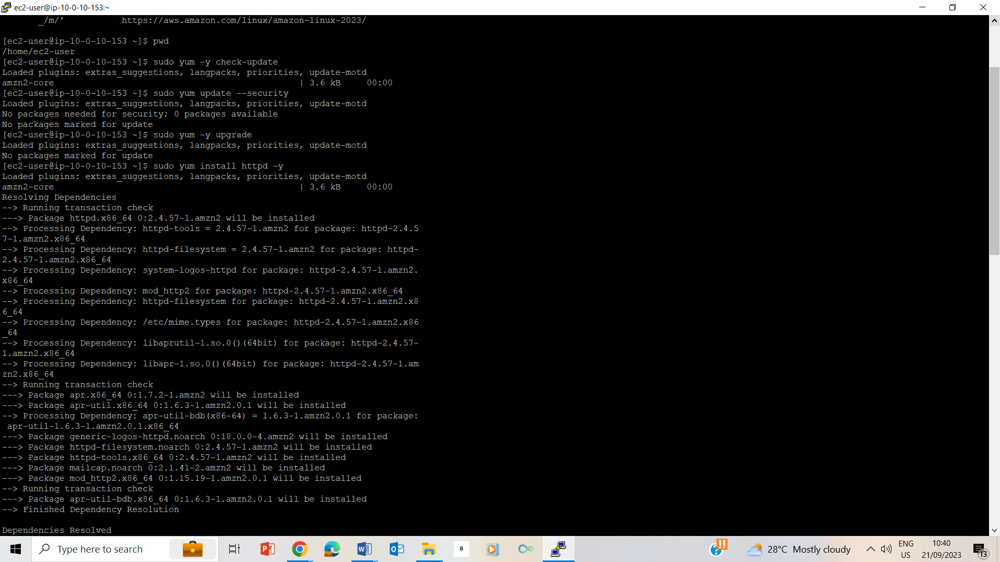 ec2-user@ip-10-0-10-153:~
_/m/'           https://aws.amazon.com/linux/amazon-linux-2023/
[ec2-user@ip-10-0-10-153 ~]$ pwd
/home/ec2-user
[ec2-user@ip-10-0-10-153 ~]$ sudo yum -y check-update
Loaded plugins: extras_suggestions, langpacks, priorities, update-motd
amzn2-core                                               | 3.6 kB     00:00
[ec2-user@ip-10-0-10-153 ~]$ sudo yum update --security
Loaded plugins: extras_suggestions, langpacks, priorities, update-motd
No packages needed for security; 0 packages available
No packages marked for update
[ec2-user@ip-10-0-10-153 ~]$ sudo yum -y upgrade
Loaded plugins: extras_suggestions, langpacks, priorities, update-motd
No packages marked for update
[ec2-user@ip-10-0-10-153 ~]$ sudo yum install httpd -y
Loaded plugins: extras_suggestions, langpacks, priorities, update-motd
amzn2-core                                               | 3.6 kB     00:00
Resolving Dependencies
--> Running transaction check
---> Package httpd.x86_64 0:2.4.57-1.amzn2 will be installed
--> Processing Dependency: httpd-tools = 2.4.57-1.amzn2 for package: httpd-2.4.5
7-1.amzn2.x86_64
--> Processing Dependency: httpd-filesystem = 2.4.57-1.amzn2 for package: httpd-
2.4.57-1.amzn2.x86_64
--> Processing Dependency: system-logos-httpd for package: httpd-2.4.57-1.amzn2.
x86_64
--> Processing Dependency: mod_http2 for package: httpd-2.4.57-1.amzn2.x86_64
--> Processing Dependency: httpd-filesystem for package: httpd-2.4.57-1.amzn2.x8
6_64
--> Processing Dependency: /etc/mime.types for package: httpd-2.4.57-1.amzn2.x86
_64
--> Processing Dependency: libaprutil-1.so.0()(64bit) for package: httpd-2.4.57-
1.amzn2.x86_64
--> Processing Dependency: libapr-1.so.0()(64bit) for package: httpd-2.4.57-1.am
zn2.x86_64
--> Running transaction check
---> Package apr.x86_64 0:1.7.2-1.amzn2 will be installed
---> Package apr-util.x86_64 0:1.6.3-1.amzn2.0.1 will be installed
--> Processing Dependency: apr-util-bdb(x86-64) = 1.6.3-1.amzn2.0.1 for package:
 apr-util-1.6.3-1.amzn2.0.1.x86_64
---> Package generic-logos-httpd.noarch 0:18.0.0-4.amzn2 will be installed
---> Package httpd-filesystem.noarch 0:2.4.57-1.amzn2 will be installed
---> Package httpd-tools.x86_64 0:2.4.57-1.amzn2 will be installed
---> Package mailcap.noarch 0:2.1.41-2.amzn2 will be installed
---> Package mod_http2.x86_64 0:1.15.19-1.amzn2.0.1 will be installed
--> Running transaction check
---> Package apr-util-bdb.x86_64 0:1.6.3-1.amzn2.0.1 will be installed
--> Finished Dependency Resolution
Dependencies Resolved
Type here to search
a
28°C Mostly cloudy
ENG
US
10:40
21/09/2023
13